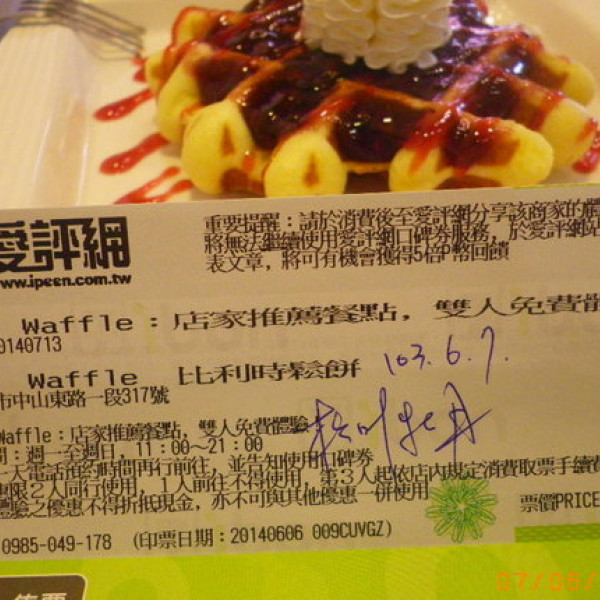 愛評網
www.ipeen.com.tw
重要提醒：請於消費後至愛評網分享該商家的
將無法繼續使用愛評網口碑券服務，於愛評網站
表文章，將可有機會獲得5倍P幣回饋
Waffle：店家推薦餐點，雙人免費體
0140713
Waffle 比利時鬆餅
103.6.7.
市中山東路一段317號
Waffle：店家推薦餐點，雙人免費體驗
間：週一至週日，11：00～21：00
一天電話預約時間再行前往，並告知使用口碑券
限2人同行使用，1人前往不得使用，第3人起依店內規定消費取票手續費
體驗之優惠不得折抵現金，亦不可與其他優惠一併使用
票價PRICE
0985-049-178 (印票日期：20140606 009CUVGZ)